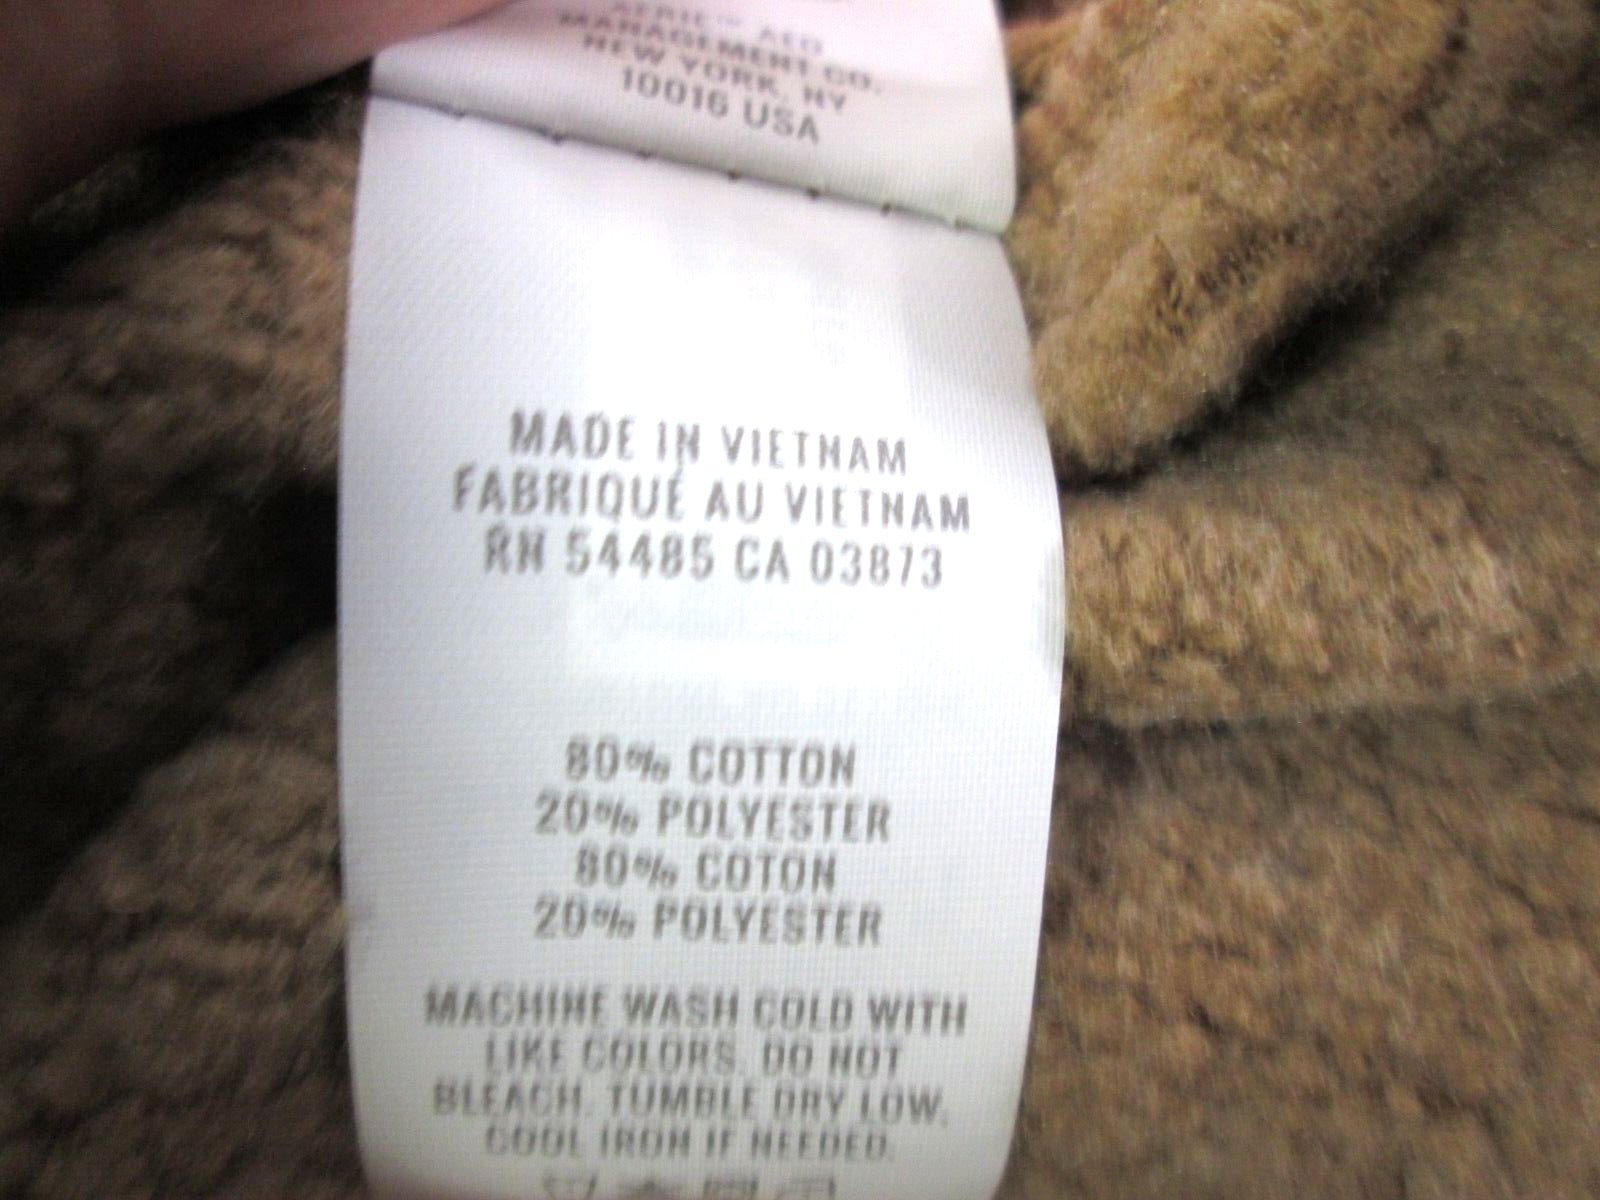 AERIE™ AEO
MANAGEMENT CO.
NEW YORK, NY
10016 USA
MADE IN VIETNAM
FABRIQUÉ AU VIETNAM
RN 54485 CA 03873
80% COTTON
20% POLYESTER
80% COTON
20% POLYESTER
MACHINE WASH COLD WITH
LIKE COLORS. DO NOT
BLEACH. TUMBLE DRY LOW.
COOL IRON IF NEEDED.